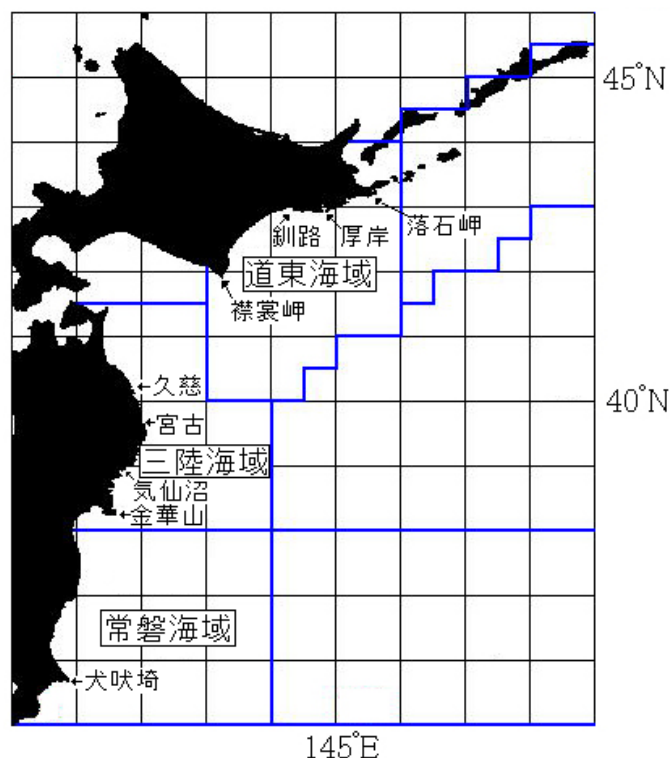 45°N
釧路
厚岸
落石岬
道東海域
襟裳岬
←久慈
40°N
←宮古
三陸海域
気仙沼
←金華山
常磐海域
←犬吠埼
145°E